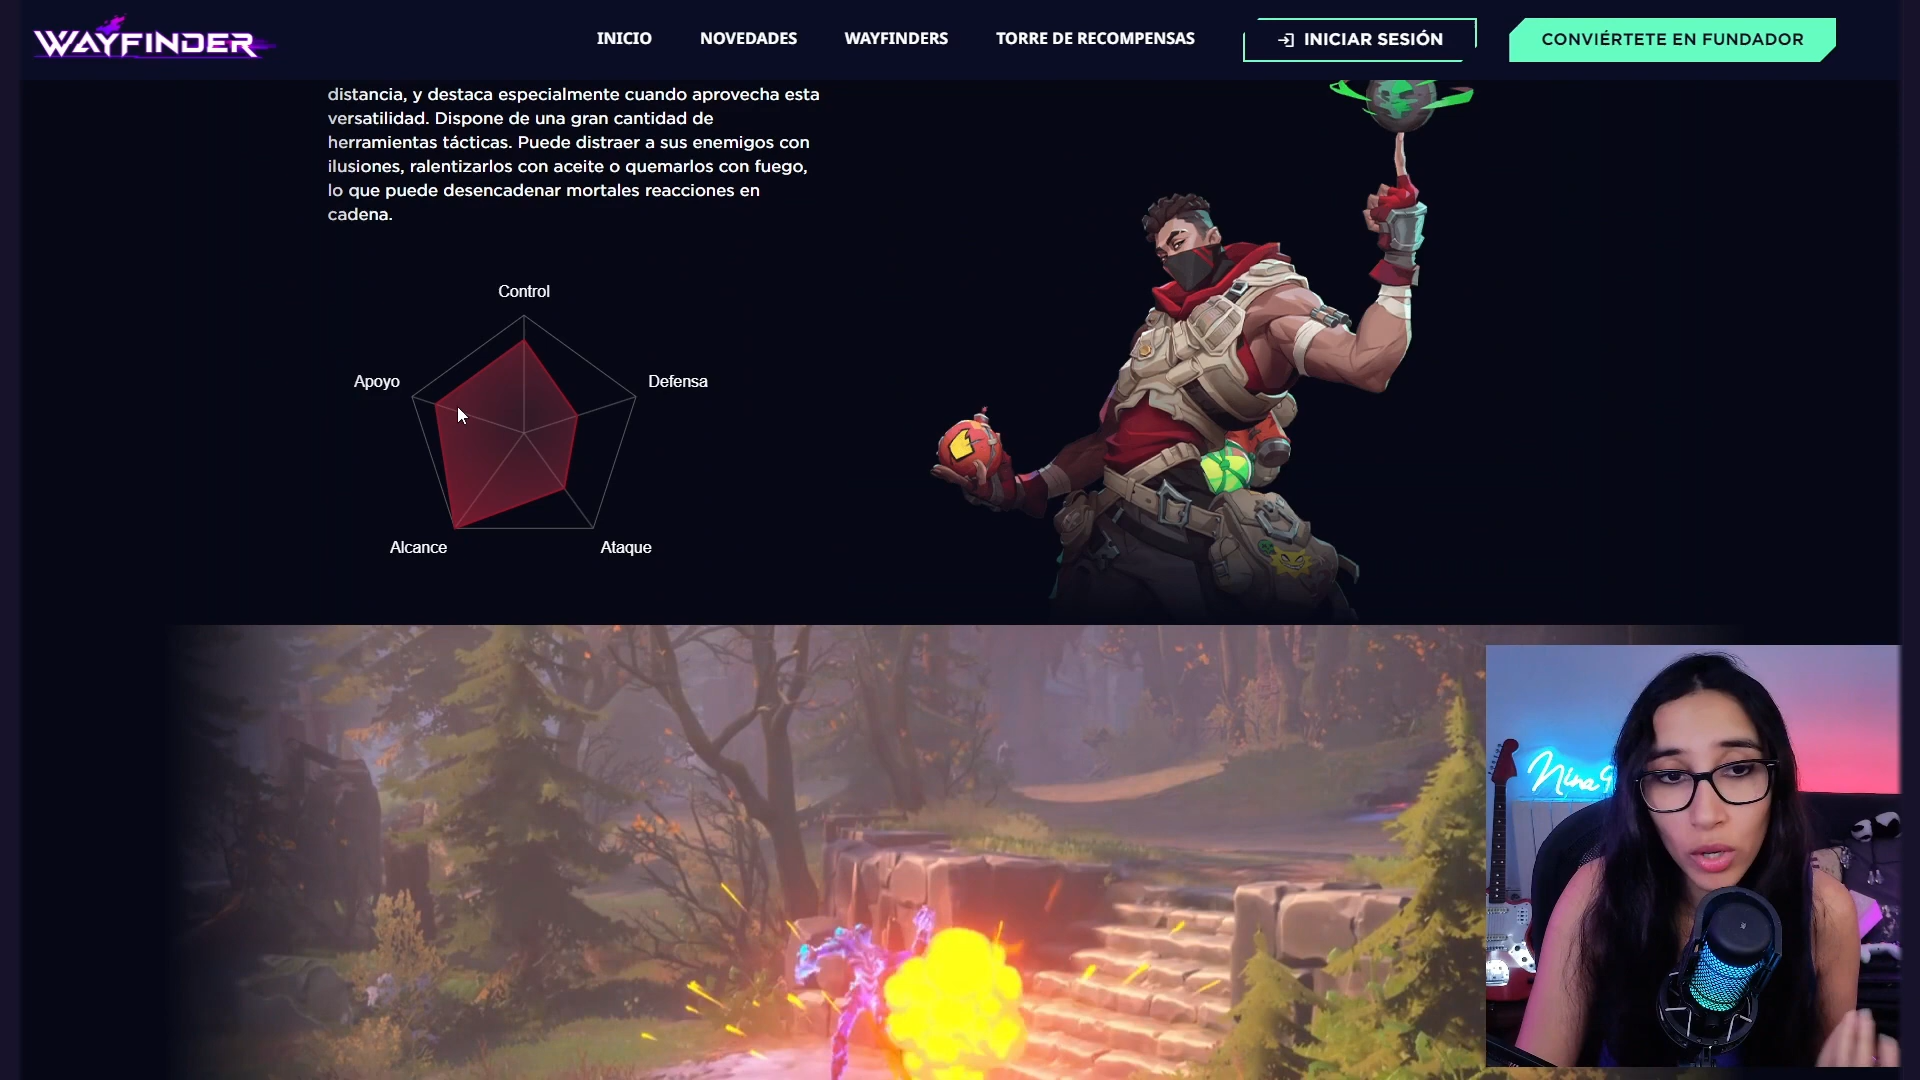 WAYFINDER
INICIO
NOVEDADES
WAYFINDERS
TORRE DE RECOMPENSAS
INICIAR SESIÓN
CONVIÉRTETE EN FUNDADOR
distancia, y destaca especialmente cuando aprovecha esta
versatilidad. Dispone de una gran cantidad de
herramientas tácticas. Puede distraer a sus enemigos con
ilusiones, ralentizarlos con aceite o quemarlos con fuego,
lo que puede desencadenar mortales reacciones en
cadena.
Control
Apoyo
Defensa
Alcance
Ataque